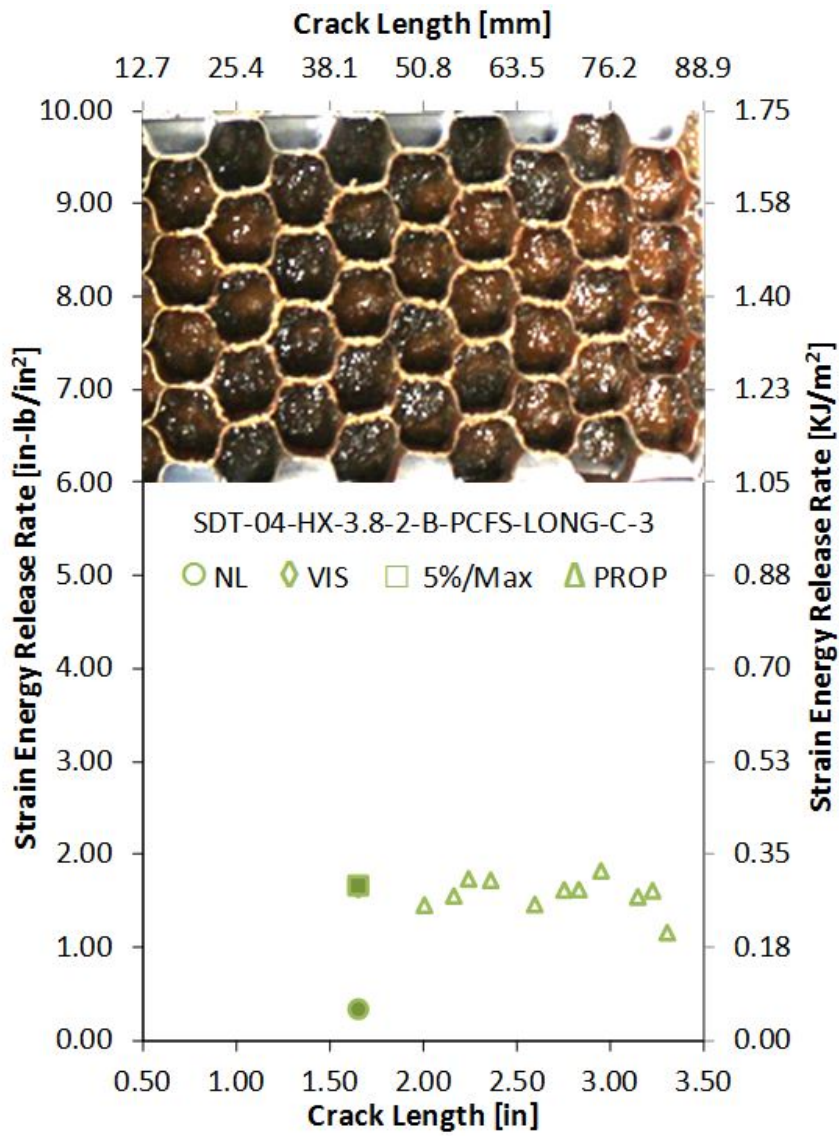 Crack Length [mm]
12.7 25.4 38.1 50.8 63.5 76.2 88.9
10.00 1.75
9.00 1.58
8.00 1.40
7.00 1.23
6.00 1.05
5.00 0.88
4.00 0.70
3.00 0.53
2.00 0.35
1.00 0.18
0.00 0.00
Strain Energy Release Rate [in-lb/in²]
Strain Energy Release Rate [KJ/m²]
SDT-04-HX-3.8-2-B-PCFS-LONG-C-3
NL VIS 5%/Max PROP
0.50 1.00 1.50 2.00 2.50 3.00 3.50
Crack Length [in]